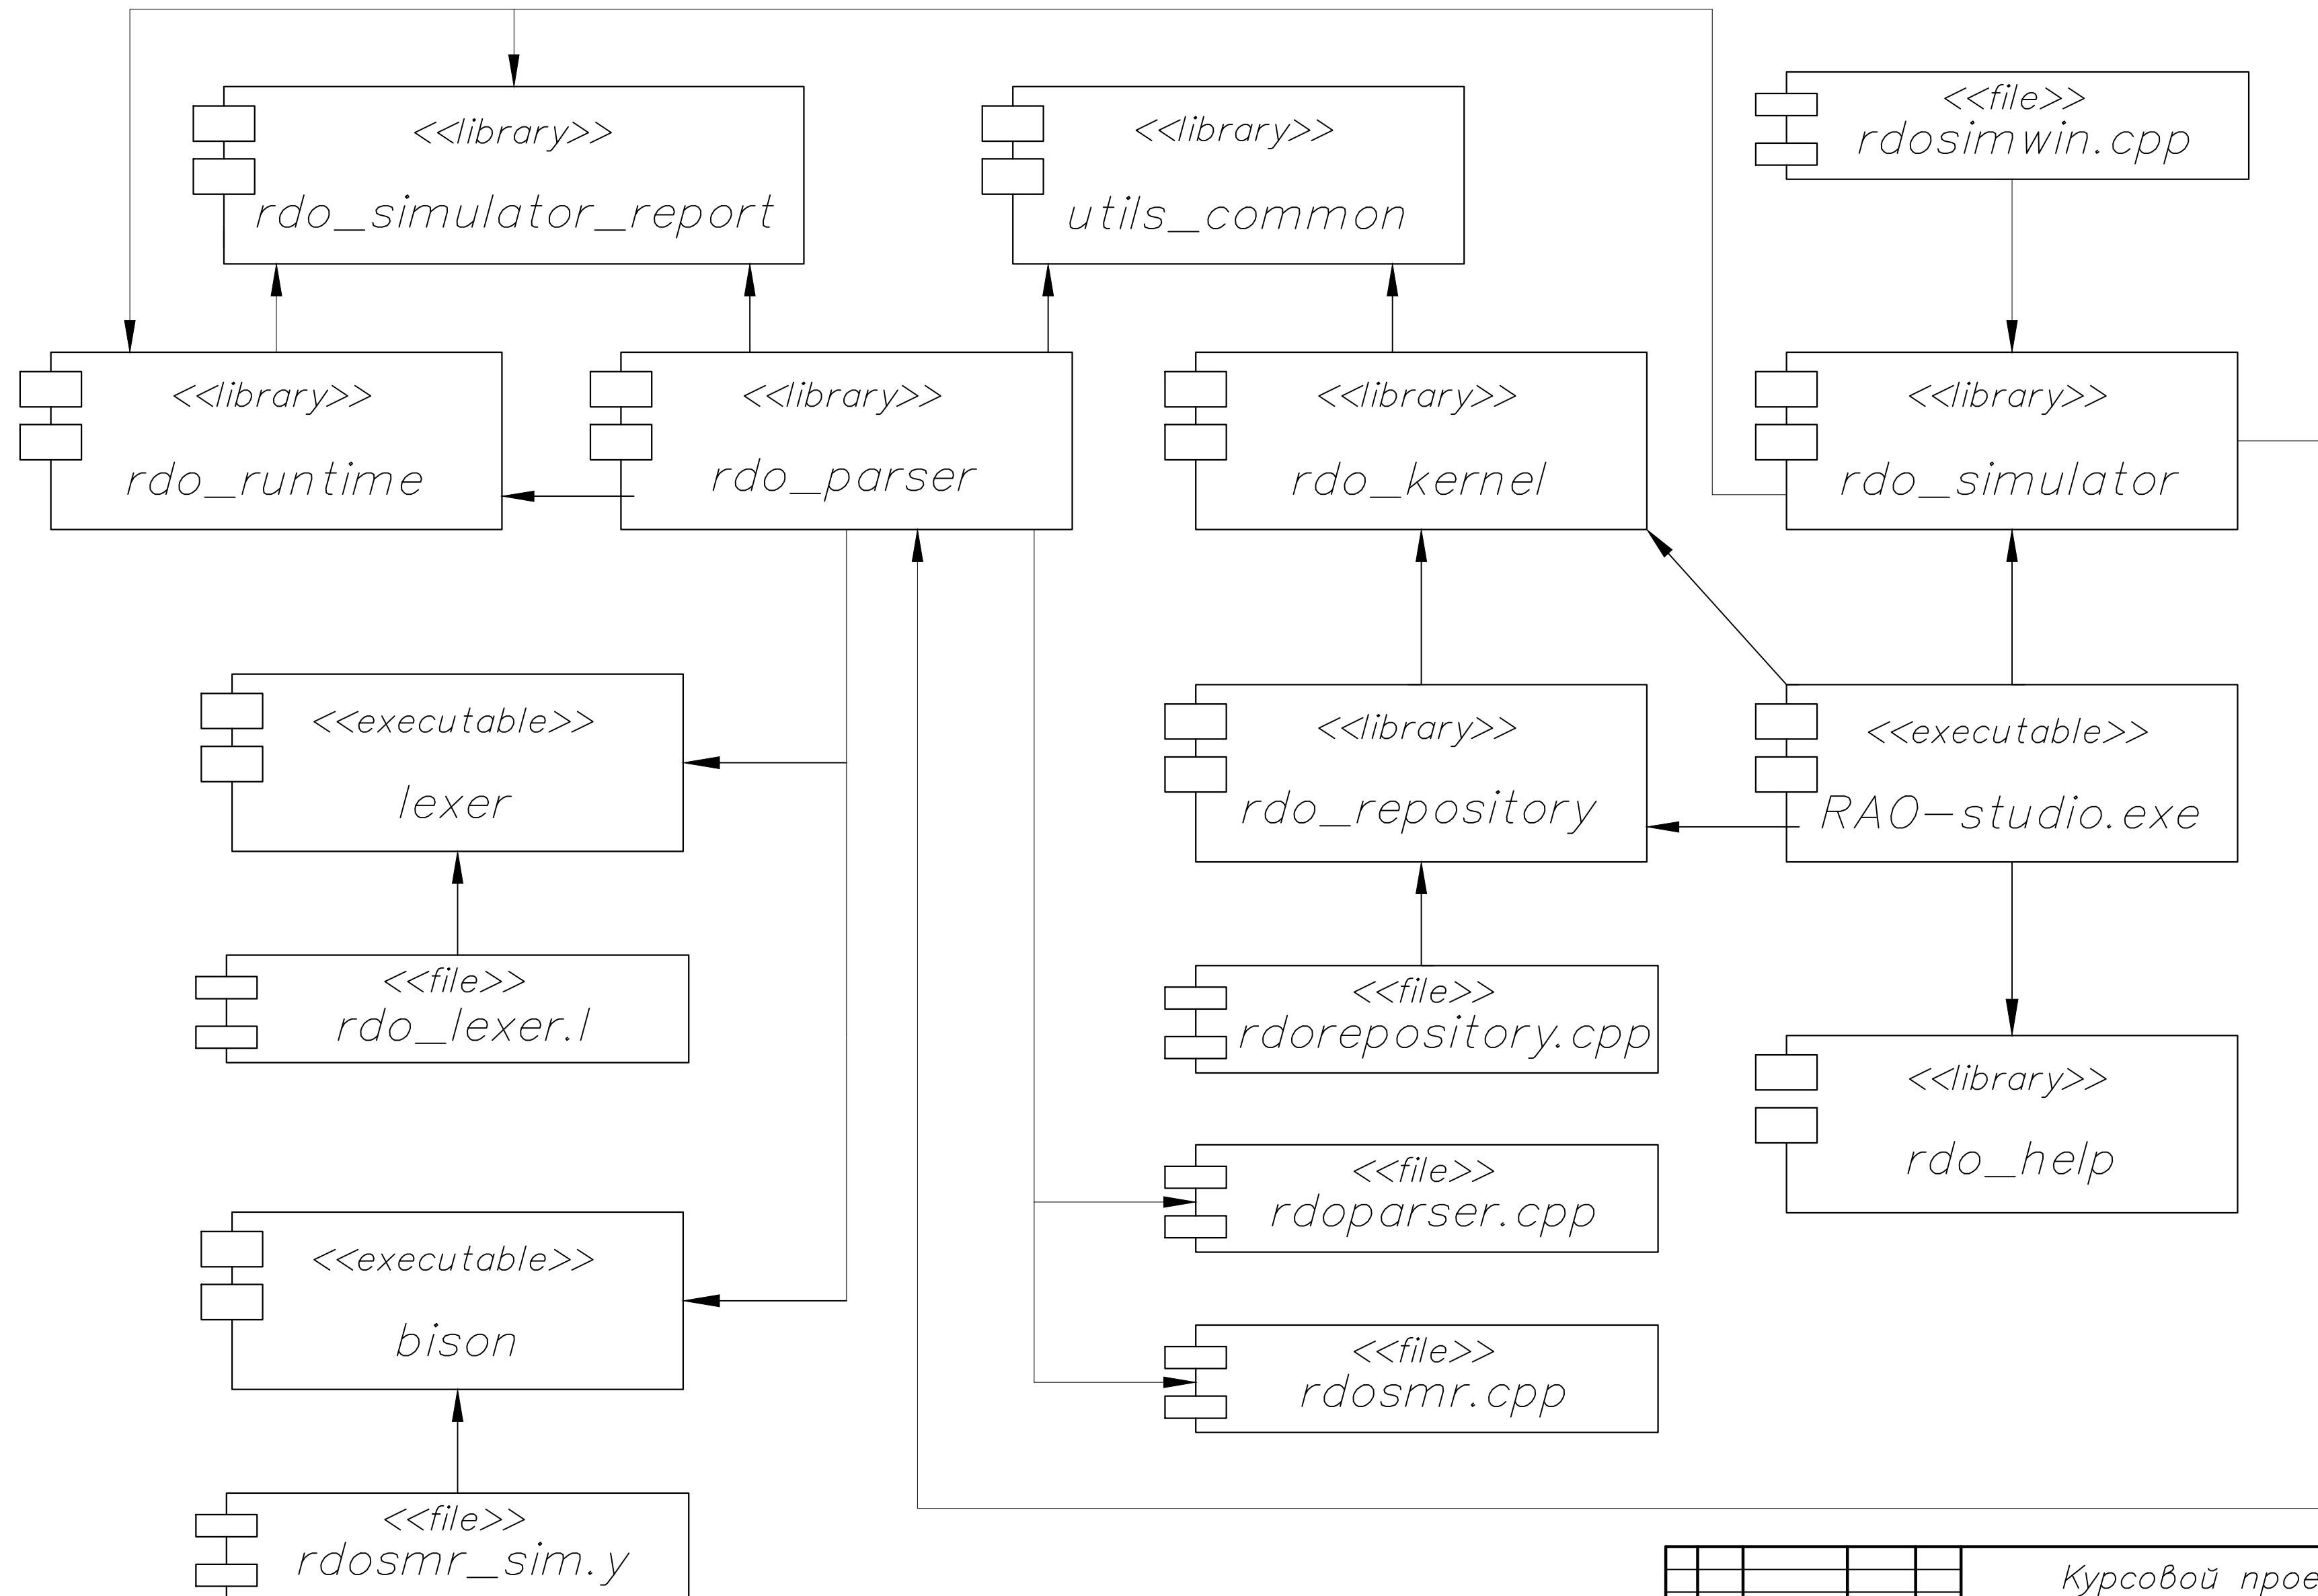 <<library>>
rdo_simulator_report
<<library>>
utils_common
<<file>>
rdosimwin.cpp
<<library>>
rdo_runtime
<<library>>
rdo_parser
<<library>>
rdo_kernel
<<library>>
rdo_simulator
<<executable>>
lexer
<<library>>
rdo_repository
<<executable>>
RAO-studio.exe
<<file>>
rdo_lexer.l
<<file>>
rdorepository.cpp
<<library>>
rdo_help
<<file>>
rdoparser.cpp
<<executable>>
bison
<<file>>
rdosmr.cpp
<<file>>
rdosmr_sim.y
Курсовой